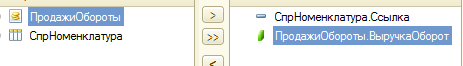 ПродажиОбороты
СпрНоменклатура
>
>>
<
СпрНоменклатура.Ссылка
ПродажиОбороты.ВыручкаОборот